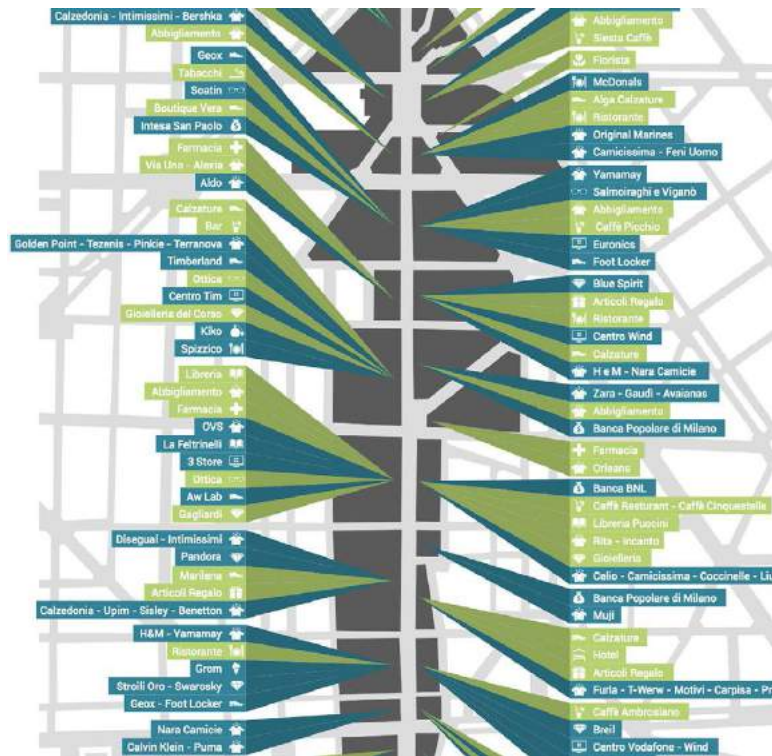 Calzedonia - Intimissimi - Bershka
Abbigliamento
Geox
Tabacchi
Soatin
Boutique Vera
Intesa San Paolo
Farmacia
Via Uno - Alerria
Aldo
Calzature
Bar
Golden Point - Tezenis - Pinkie - Terranova
Timberland
Ottica
Centro Tim
Gioielleria del Corso
Kiko
Spizzico
Libreria
Abbigliamento
Farmacia
OVS
La Feltrinelli
3 Store
Ottica
Aw Lab
Gagliardi
Disegual - Intimissimi
Pandora
Marilena
Articoli Regalo
Calzedonia - Upim - Sisley - Benetton
H&M - Yamamay
Ristorante
Grom
Stroili Oro - Swarosky
Geox - Foot Locker
Nara Camicie
Calvin Klein - Puma
Abbigliamento
Siesta Caffè
Fiorista
McDonals
Alga Calzature
Ristorante
Original Marines
Camicissima - Feni Uomo
Yamamay
Salmoiraghi e Viganò
Abbigliamento
Caffè Picchio
Euronics
Foot Locker
Blue Spirit
Articoli Regalo
Ristorante
Centro Wind
Calzature
H e M - Nara Camicie
Zara - Gaudì - Avaianas
Abbigliamento
Banca Popolare di Milano
Farmacia
Orleans
Banca BNL
Caffè Resturant - Caffè Cinquestelle
Libreria Puccini
Rita - Incanto
Gioielleria
Celio - Camicissima - Coccinelle - Liu
Banca Popolare di Milano
Muji
Calzature
Hotel
Articoli Regalo
Furla - T-Werw - Motivi - Carpisa - Pr
Caffè Ambrosiano
Breil
Centro Vodafone - Wind